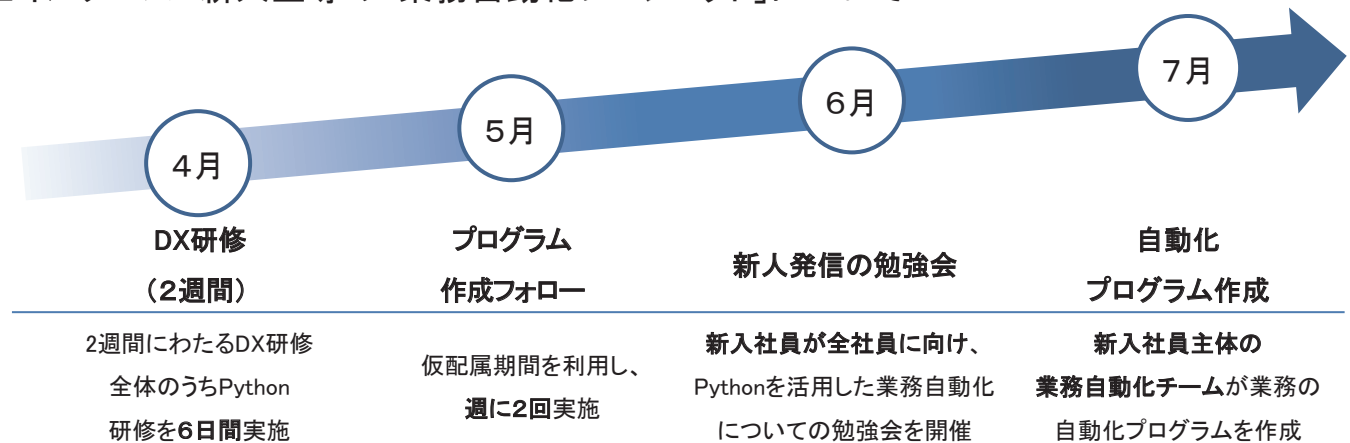 4月
5月
6月
7月
DX研修
（2週間）
プログラム
作成フォロー
新人発信の勉強会
自動化
プログラム作成
2週間にわたるDX研修
全体のうちPython
研修を6日間実施
仮配属期間を利用し、
週に2回実施
新入社員が全社員に向け、
Pythonを活用した業務自動化
についての勉強会を開催
新入社員主体の
業務自動化チームが業務の
自動化プログラムを作成